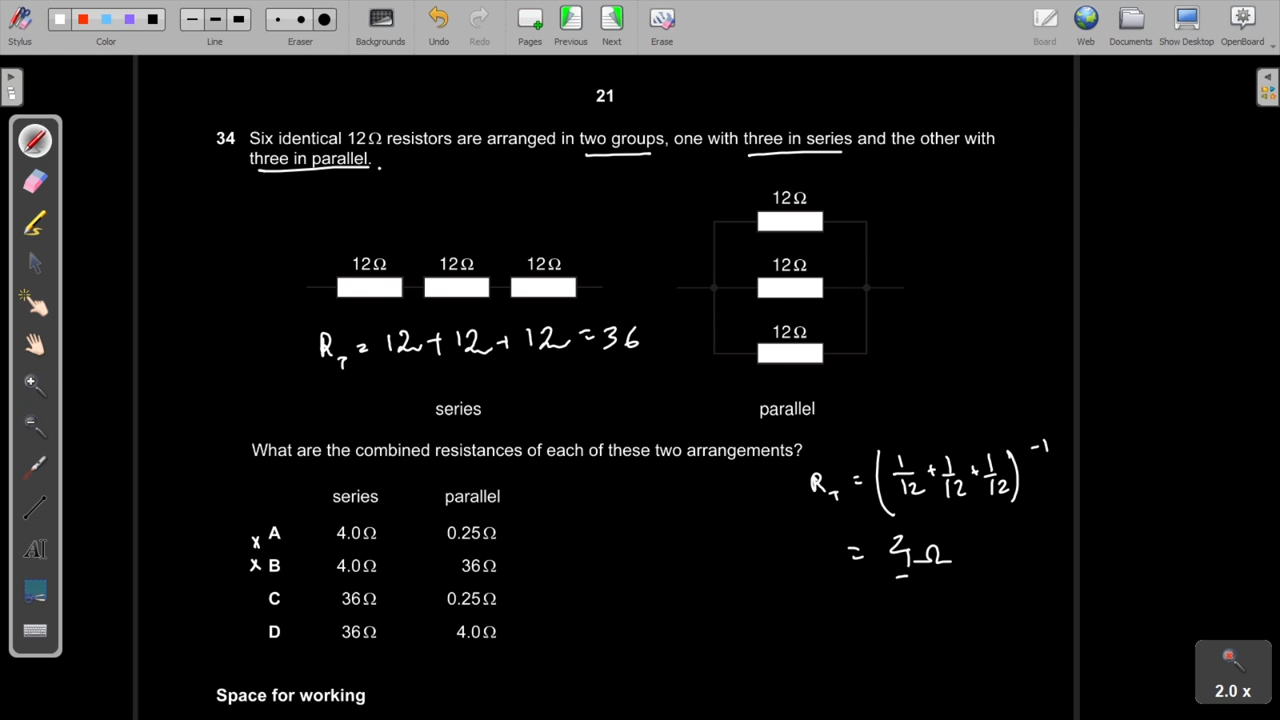 Stylus Color Line Eraser Backgrounds Undo Redo Pages Previous Next Erase Board Web Documents Show Desktop OpenBoard
21
34 Six identical 12 Ω resistors are arranged in two groups, one with three in series and the other with
three in parallel.
12 Ω
12 Ω 12 Ω 12 Ω 12 Ω
12 Ω
R_T = 12 + 12 + 12 = 36
series parallel
What are the combined resistances of each of these two arrangements?
R_T = (1/12 + 1/12 + 1/12)^-1
= 4 Ω
series parallel
x A 4.0 Ω 0.25 Ω
x B 4.0 Ω 36 Ω
C 36 Ω 0.25 Ω
D 36 Ω 4.0 Ω
Space for working
2.0 x